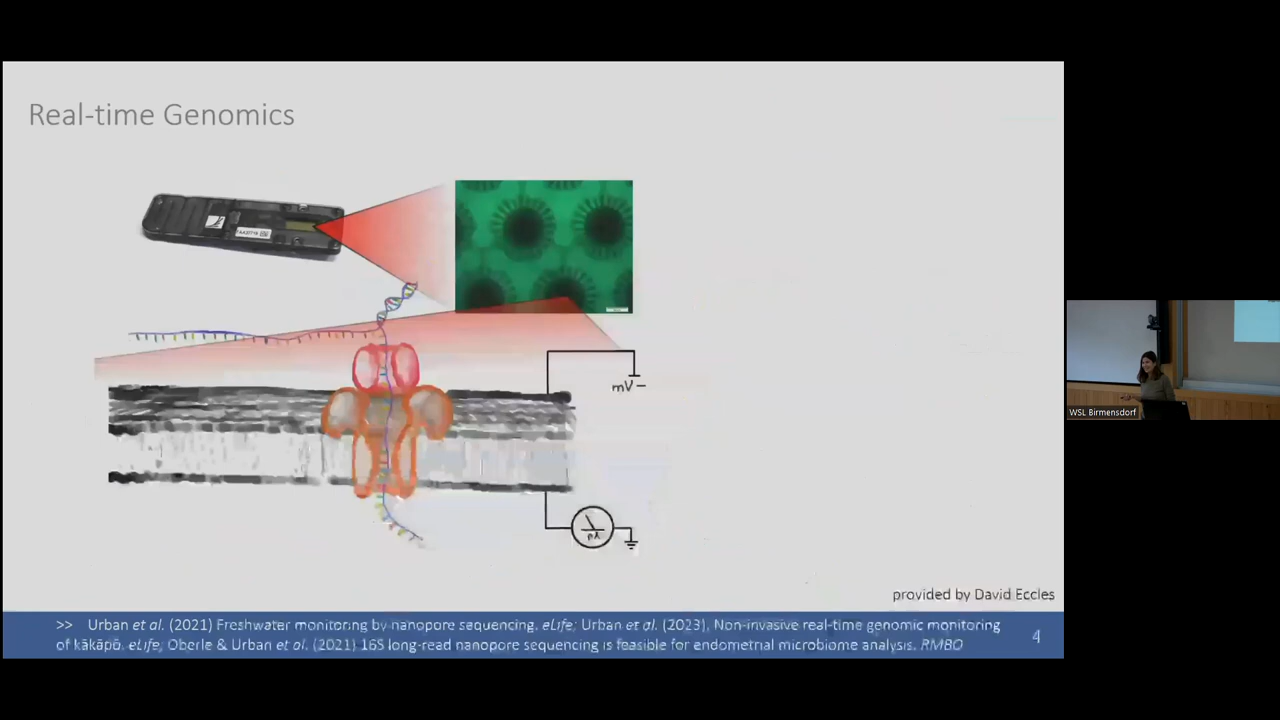 Real-time Genomics
mV
pA
provided by David Eccles
>> Urban et al. (2021) Freshwater monitoring by nanopore sequencing. eLife; Urban et al. (2023), Non-invasive real-time genomic monitoring
of kākāpō. eLife; Oberle & Urban et al. (2021) 16S long-read nanopore sequencing is feasible for endometrial microbiome analysis. RMBO
4
WSL Birmensdorf